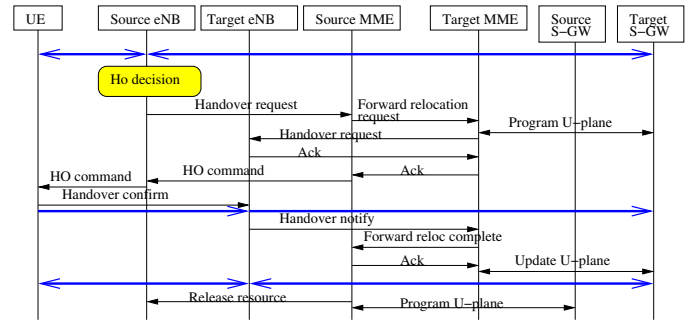 UE
Source eNB
Target eNB
Source MME
Target MME
Source
S−GW
Target
S−GW
Ho decision
Handover request
Forward relocation
request
Program U−plane
Handover request
Ack
HO command
HO command
Ack
Handover confirm
Handover notify
Forward reloc complete
Ack
Update U−plane
Release resource
Program U−plane